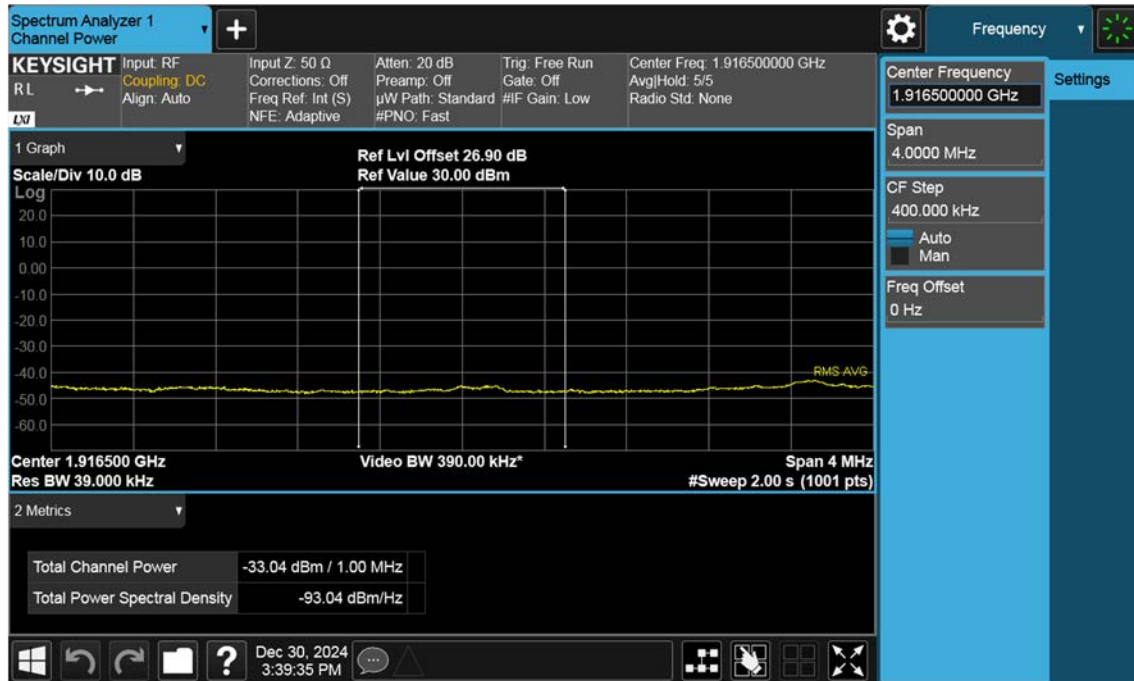 Spectrum Analyzer 1
Channel Power
Frequency
KEYSIGHT
R L
LXI
Input: RF
Coupling: DC
Align: Auto
Input Z: 50 Ω
Corrections: Off
Freq Ref: Int (S)
NFE: Adaptive
Atten: 20 dB
Preamp: Off
µW Path: Standard
#PNO: Fast
Trig: Free Run
Gate: Off
#IF Gain: Low
Center Freq: 1.916500000 GHz
Avg|Hold: 5/5
Radio Std: None
Center Frequency
1.916500000 GHz
Settings
Span
4.0000 MHz
CF Step
400.000 kHz
Auto
Man
Freq Offset
0 Hz
1 Graph
Scale/Div 10.0 dB
Ref Lvl Offset 26.90 dB
Ref Value 30.00 dBm
Log
20.0
10.0
0.00
-10.0
-20.0
-30.0
-40.0
-50.0
-60.0
RMS AVG
Center 1.916500 GHz
Video BW 390.00 kHz*
Span 4 MHz
Res BW 39.000 kHz
#Sweep 2.00 s (1001 pts)
2 Metrics
Total Channel Power -33.04 dBm / 1.00 MHz
Total Power Spectral Density -93.04 dBm/Hz
?
Dec 30, 2024
3:39:35 PM